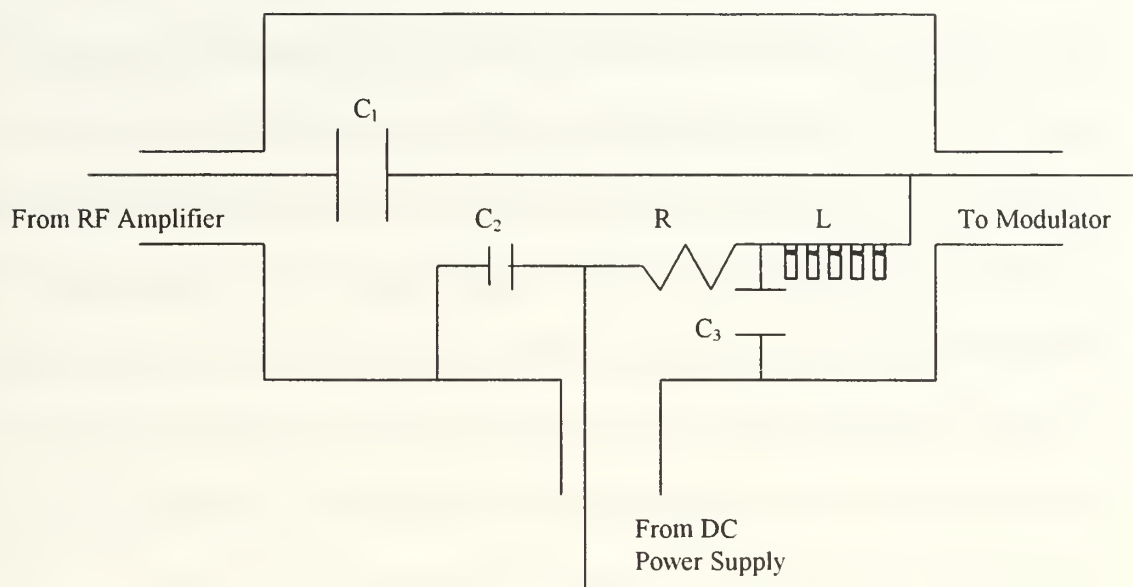 C₁
From RF Amplifier
C₂
R
L
To Modulator
C₃
From DC
Power Supply